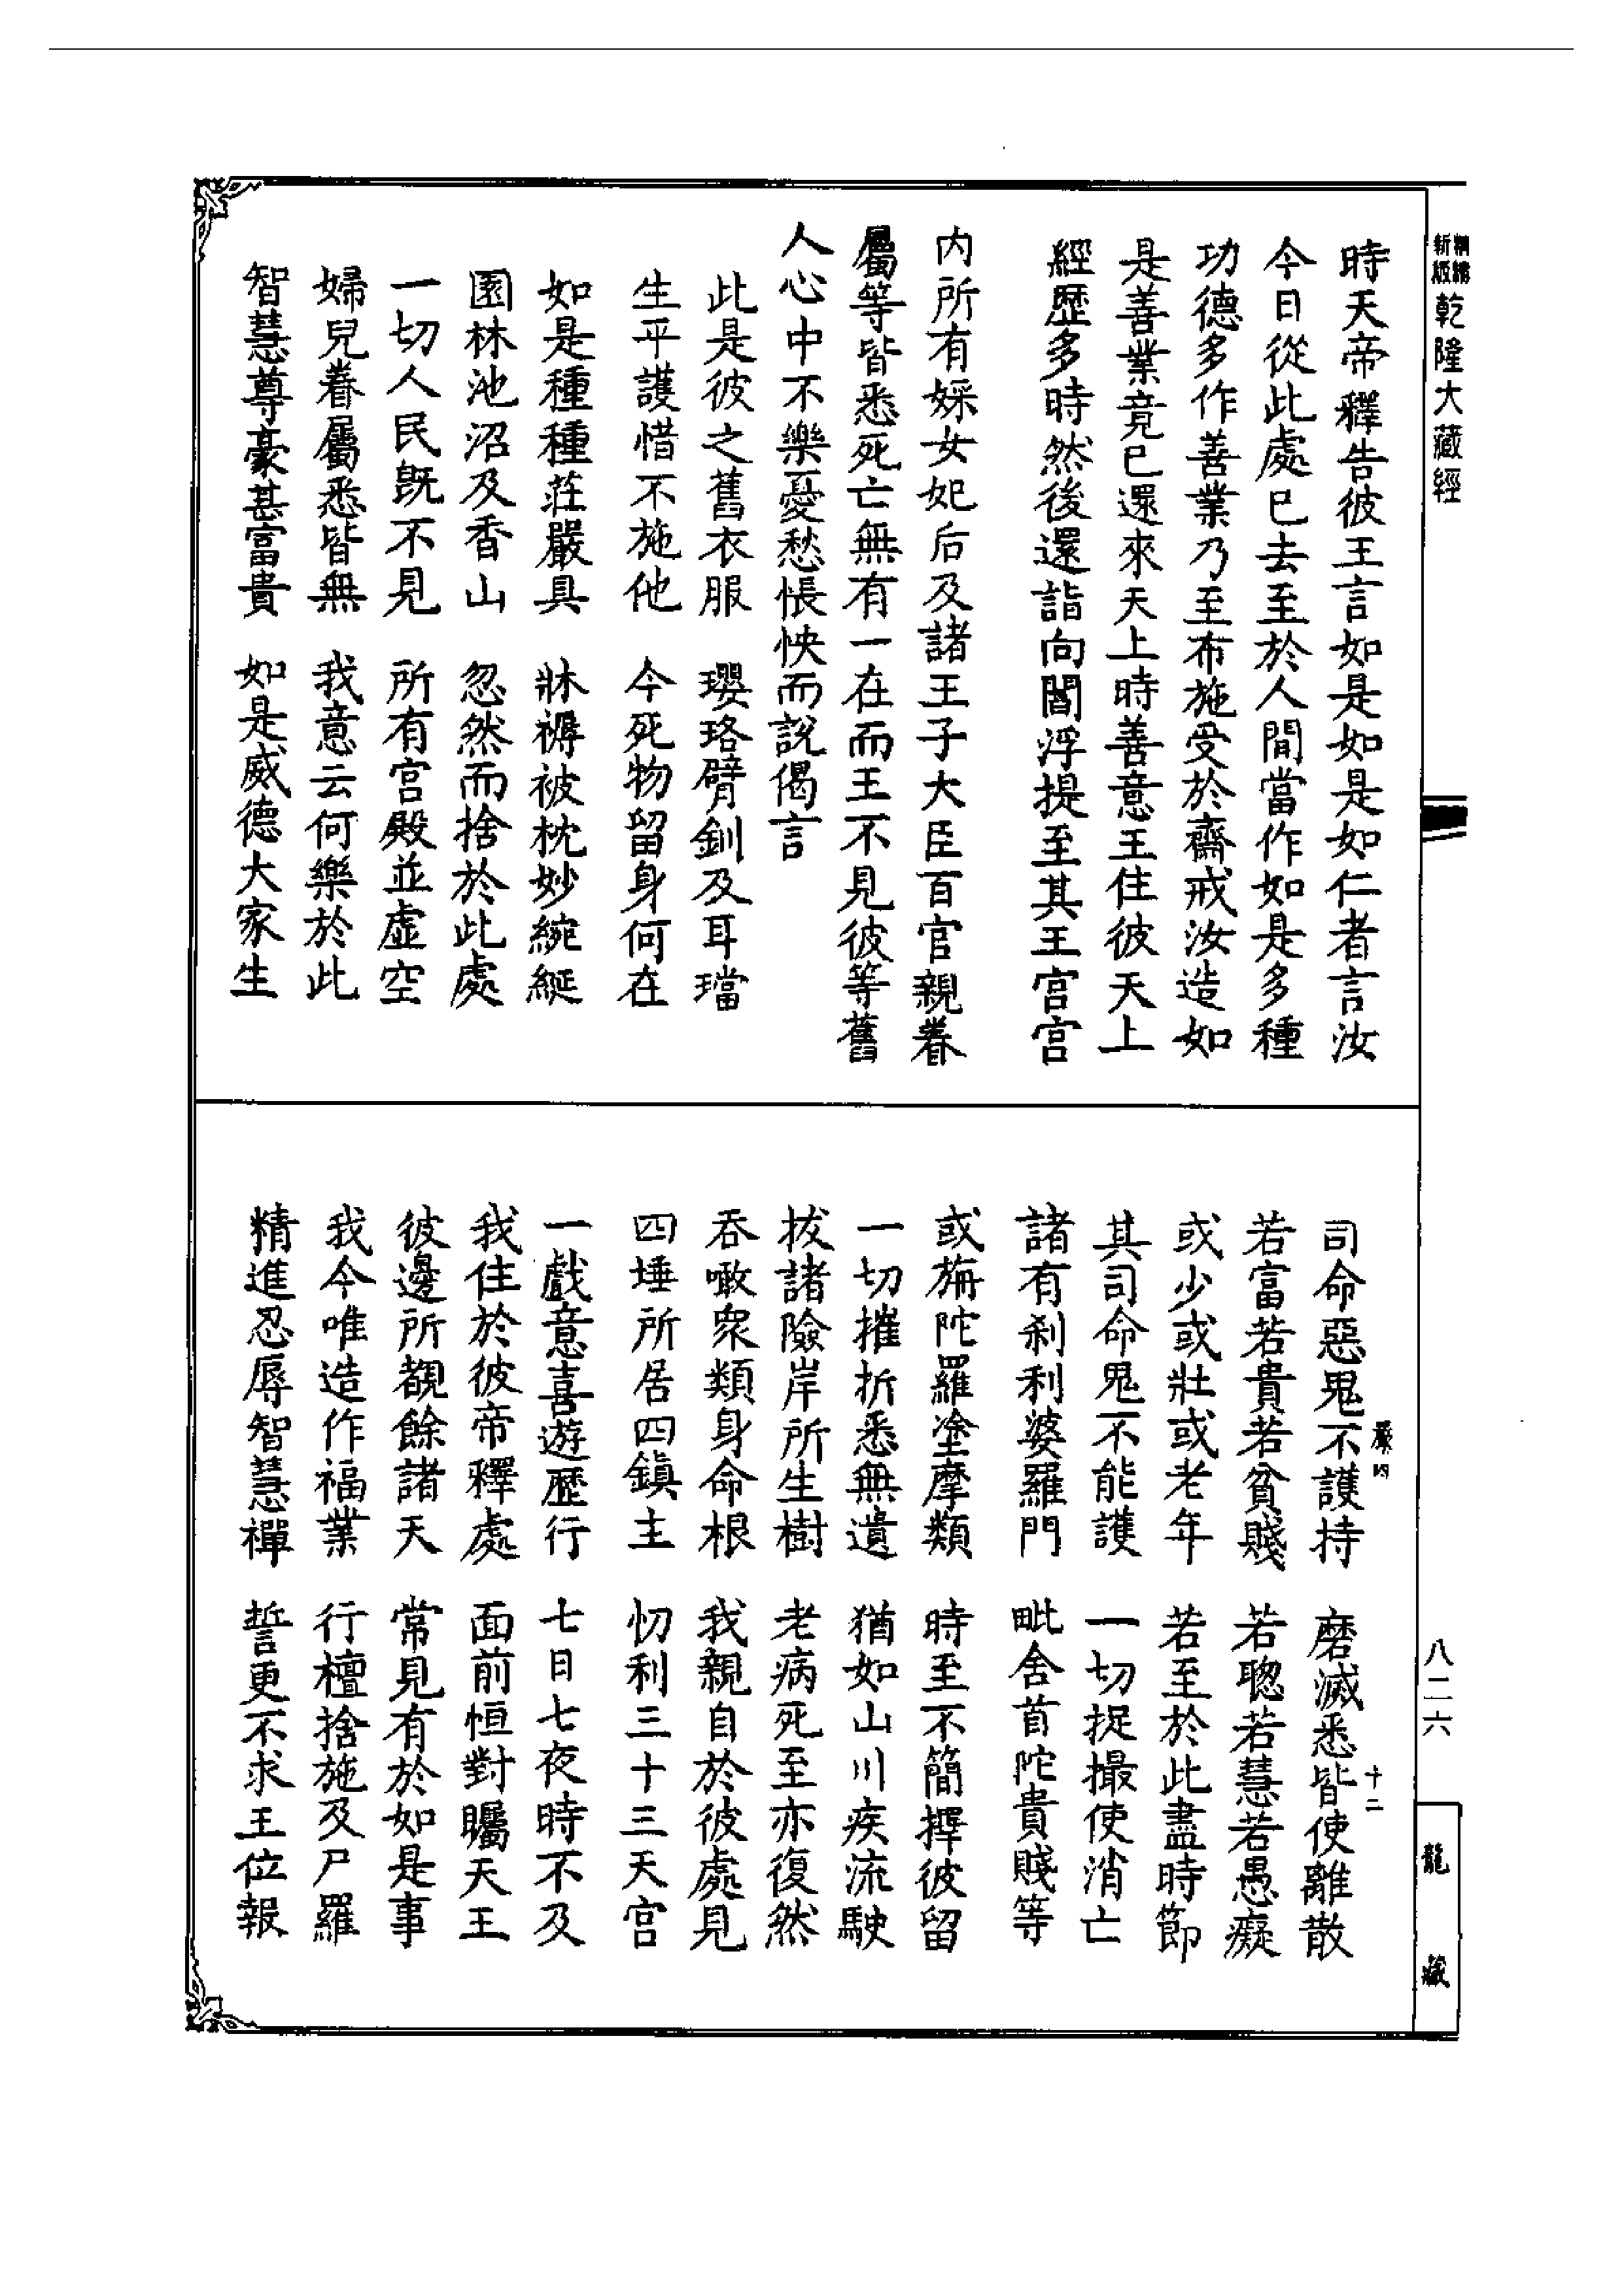 精縮新版乾隆大藏經
時天帝釋告彼王言如是如是如仁者言汝
今日從此處已去至於人間當作如是多種
功德多作善業乃至布施受於齋戒汝造如
是善業竟已還來天上時善意王住彼天上
經歷多時然後還詣向閻浮提至其王宮宮
內所有婇女妃后及諸王子大臣百官親眷
屬等皆悉死亡無有一在而王不見彼等舊
人心中不樂憂愁悵怏而說偈言
此是彼之舊衣服 瓔珞臂釧及耳璫
生平護惜不施他 今死物留身何在
如是種種莊嚴具 牀褥被枕妙綩綖
園林池沼及香山 忽然而捨於此處
一切人民旣不見 所有宮殿並虛空
婦兒眷屬悉皆無 我意云何樂於此
智慧尊豪甚富貴 如是威德大家生
司命惡鬼不護持 磨滅悉皆使離散
嚴四 十二
若富若貴若貧賤 若聰若慧若愚癡
或少或壯或老年 若至於此盡時節
其司命鬼不能護 一切捉撮使消亡
諸有刹利婆羅門 毗舍首陀貴賤等
或旃陀羅塗摩類 時至不簡擇彼留
一切摧折悉無遺 猶如山川疾流駛
拔諸險岸所生樹 老病死至亦復然
吞噉衆類身命根 我親自於彼處見
四埵所居四鎮主 忉利三十三天宮
一戲意喜遊歷行 七日七夜時不及
我住於彼帝釋處 面前恒對矚天王
彼邊所覩餘諸天 常見有於如是事
我今唯造作福業 行檀捨施及尸羅
精進忍辱智慧禪 誓更不求王位報
八二六
龍藏